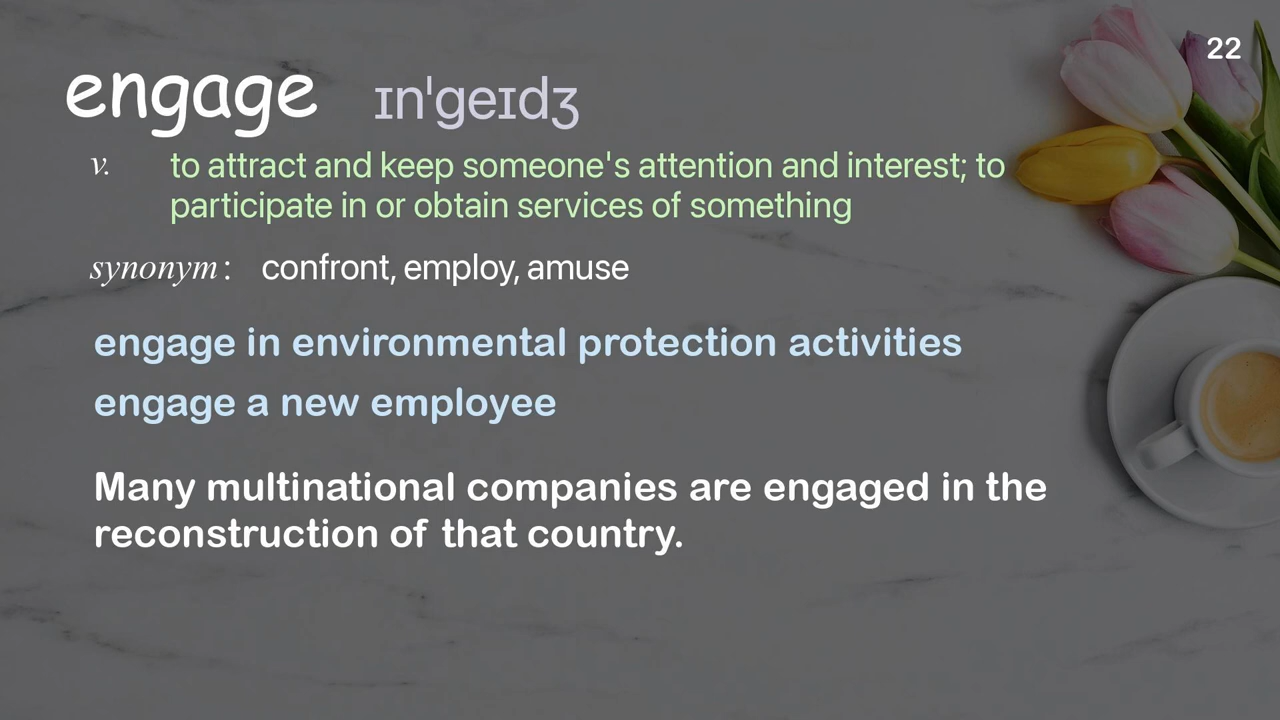 22
engage ɪnˈɡeɪdʒ
v. to attract and keep someone's attention and interest; to
participate in or obtain services of something
synonym: confront, employ, amuse
engage in environmental protection activities
engage a new employee
Many multinational companies are engaged in the
reconstruction of that country.